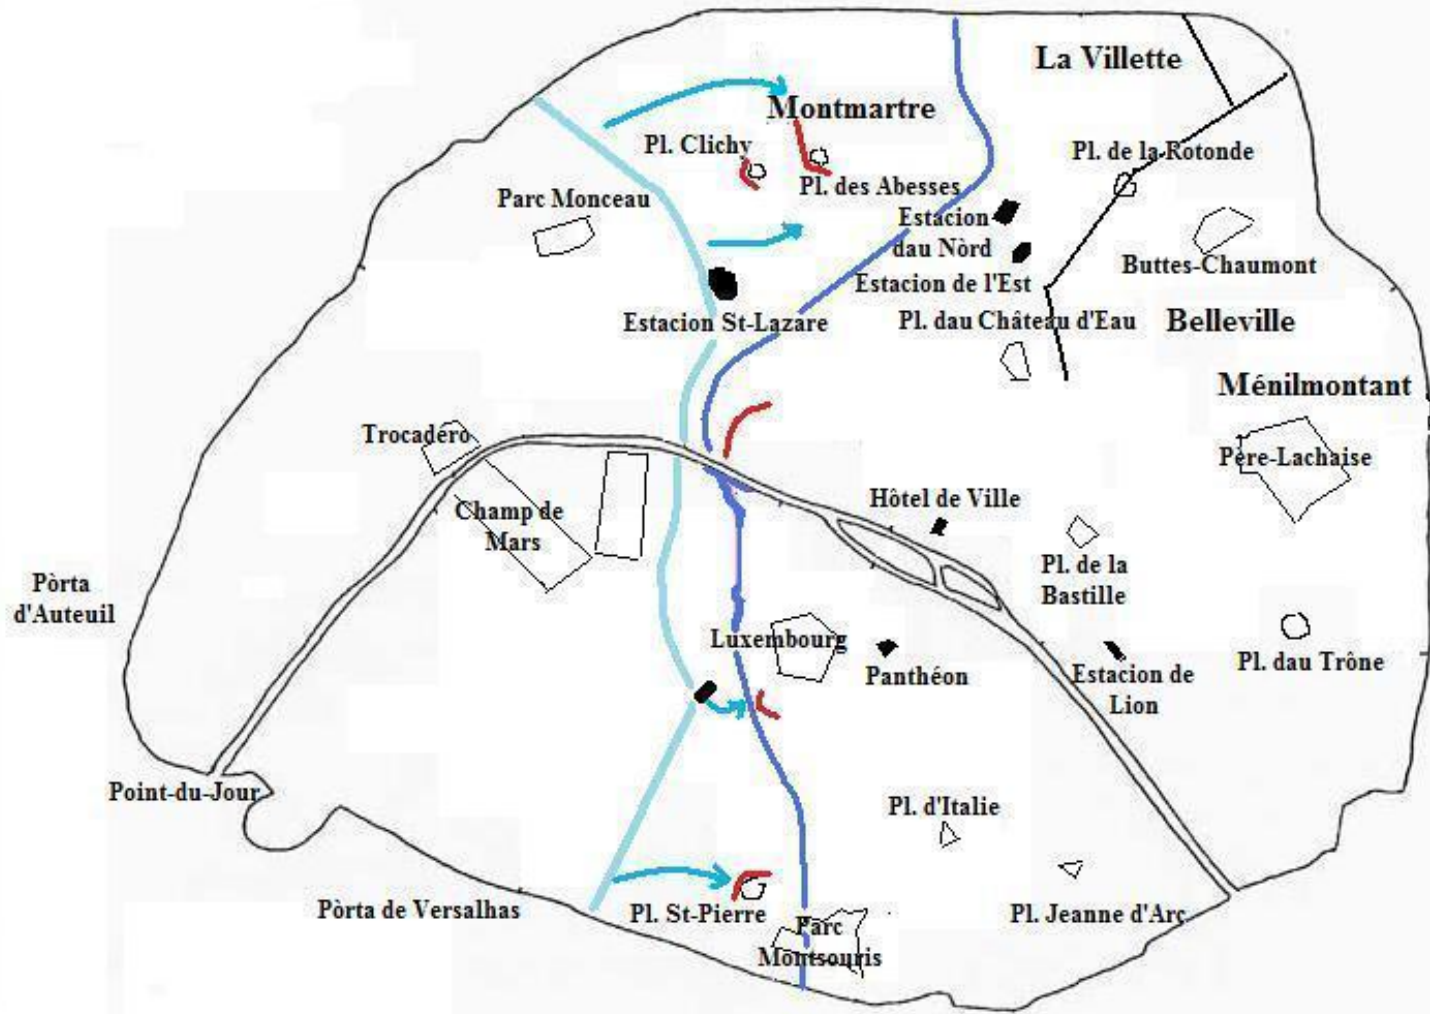 La Villette
Montmartre
Pl. Clichy
Pl. de la Rotonde
Parc Monceau
Pl. des Abesses
Estacion
dau Nòrd
Buttes-Chaumont
Estacion de l'Est
Estacion St-Lazare
Pl. dau Château d'Eau
Belleville
Ménilmontant
Trocadéro
Père-Lachaise
Champ de
Mars
Hôtel de Ville
Pl. de la
Bastille
Pòrta
d'Auteuil
Luxembourg
Panthéon
Estacion de
Lion
Pl. dau Trône
Point-du-Jour
Pl. d'Italie
Pòrta de Versalhas
Pl. St-Pierre
Parc
Montsouris
Pl. Jeanne d'Arc